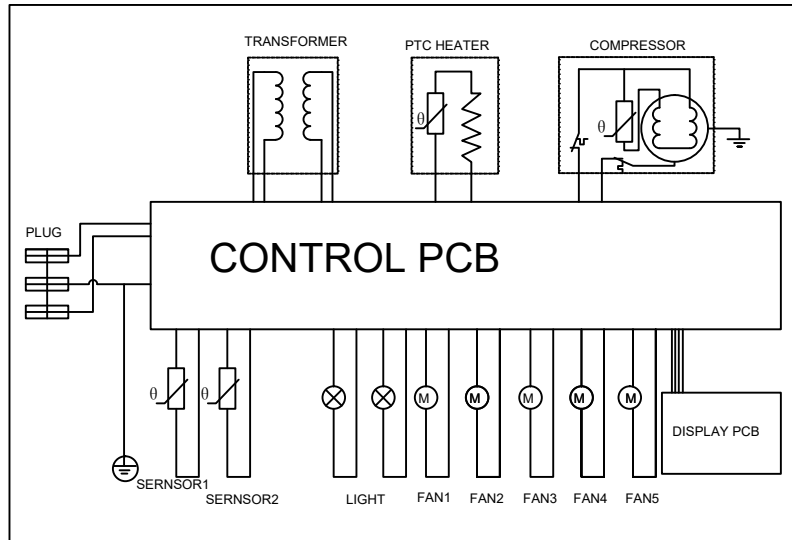 TRANSFORMER
PTC HEATER
COMPRESSOR
θ
θ
PLUG
CONTROL PCB
θ
θ
M
M
M
M
M
DISPLAY PCB
SERNSOR1
SERNSOR2
LIGHT
FAN1
FAN2
FAN3
FAN4
FAN5